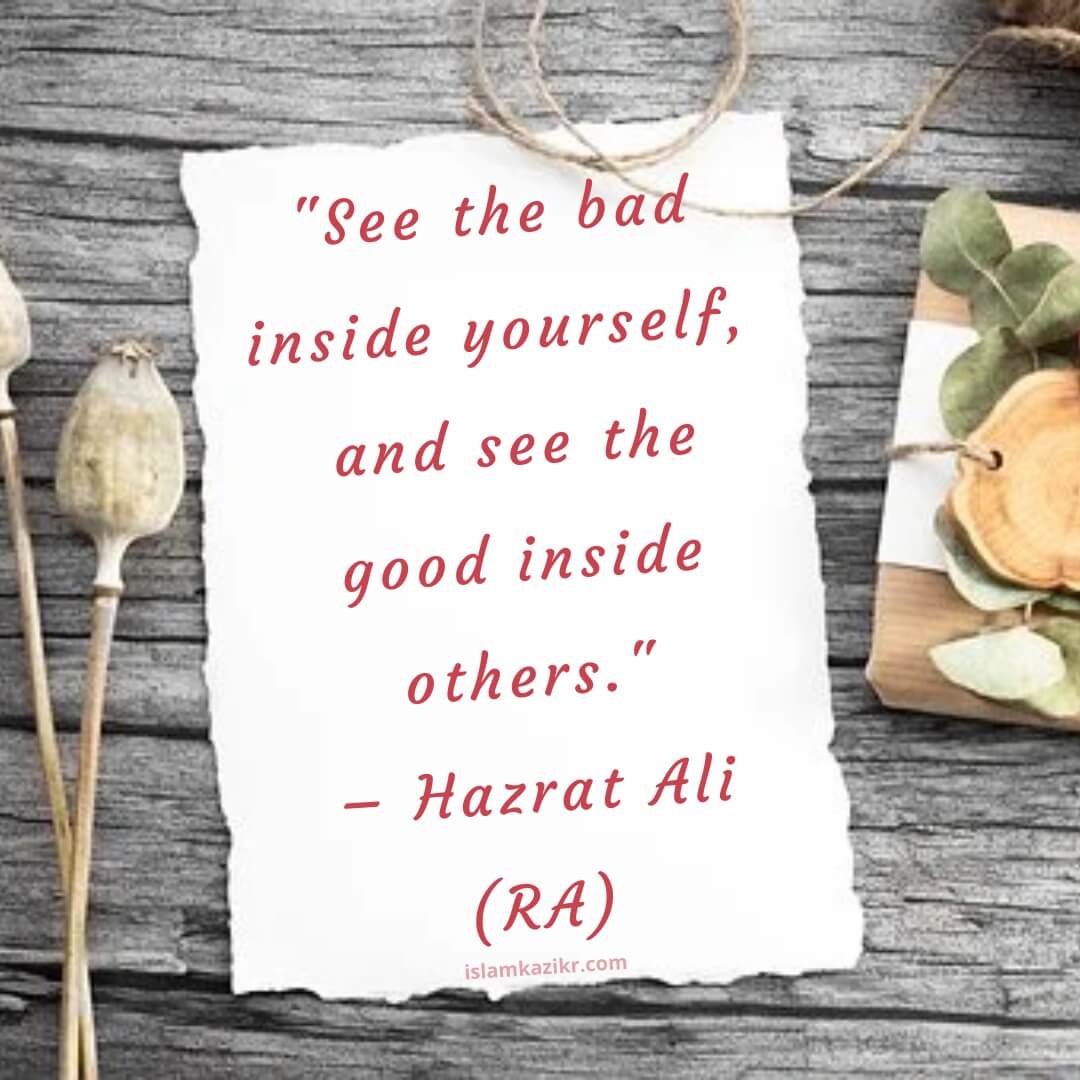 "See the bad
inside yourself,
and see the
good inside
others."
– Hazrat Ali
(RA)
islamkazikr.com